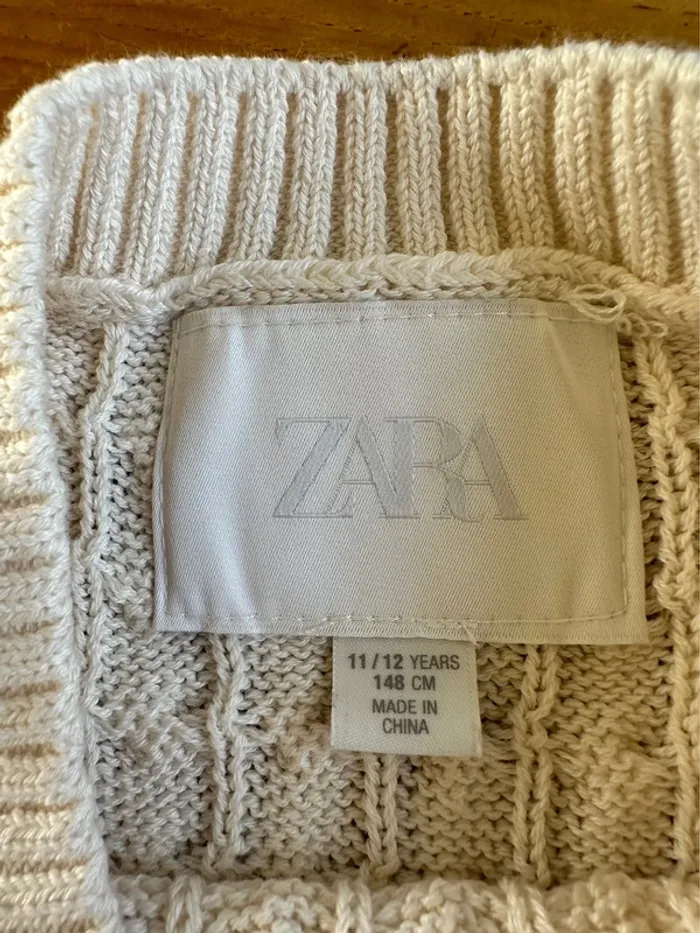 ZARA
11 / 12 YEARS
148 CM
MADE IN
CHINA